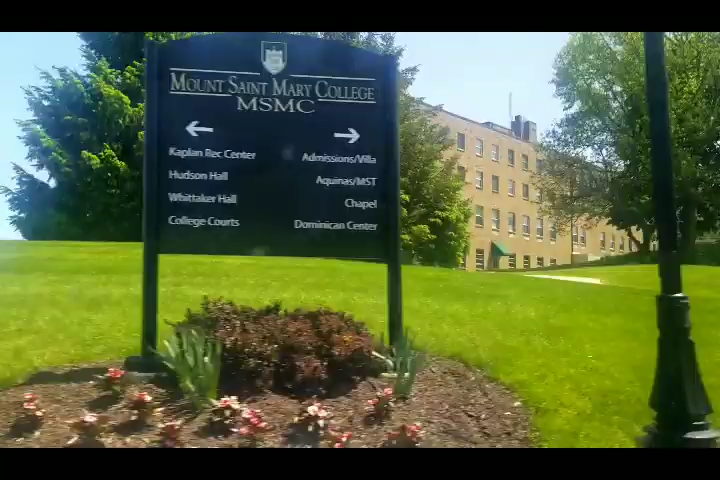 Mount Saint Mary College
MSMC
Kaplan Rec Center
Hudson Hall
Whittaker Hall
College Courts
Admissions/Villa
Aquinas/MST
Chapel
Dominican Center